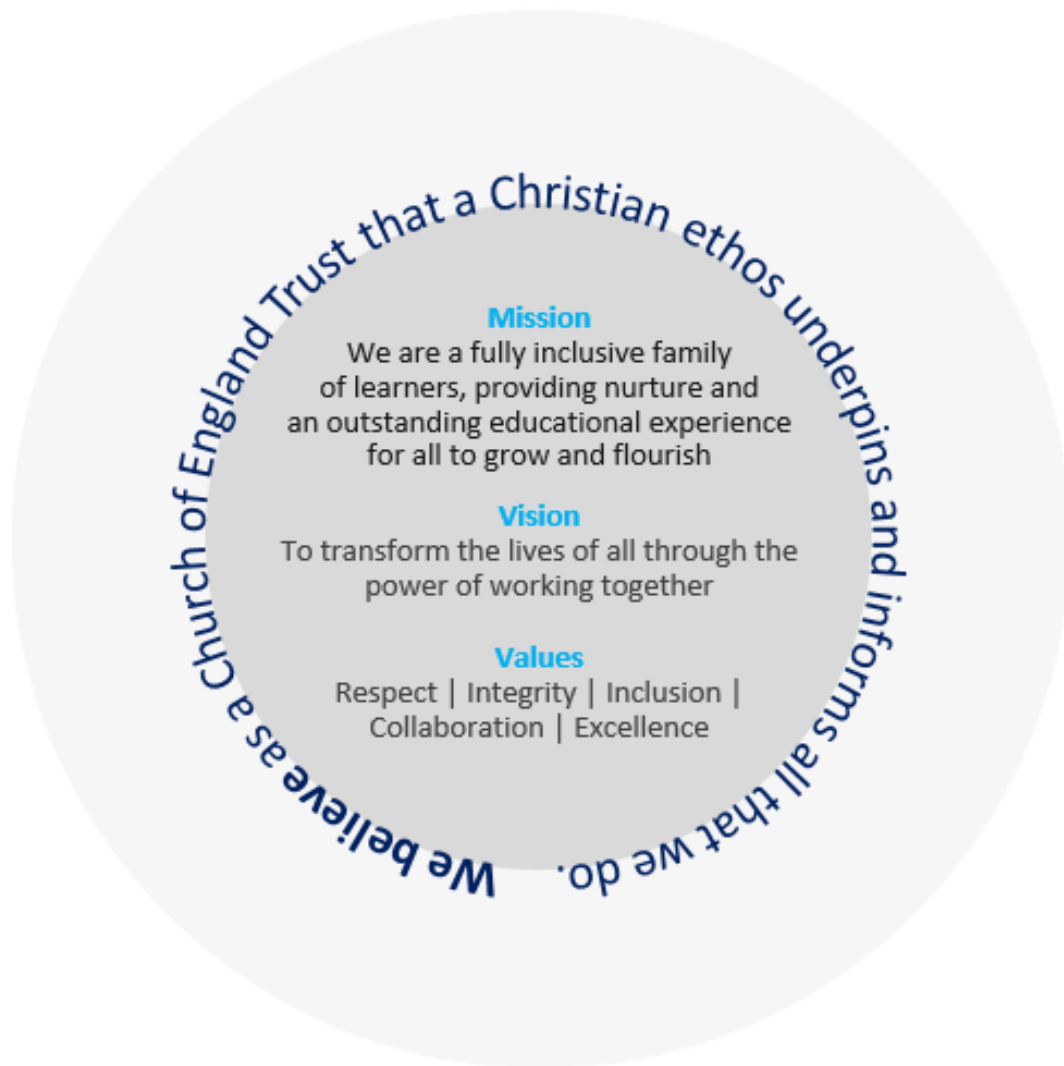 We believe as a Church of England Trust that a Christian ethos underpins and informs all that we do.
Mission
We are a fully inclusive family
of learners, providing nurture and
an outstanding educational experience
for all to grow and flourish
Vision
To transform the lives of all through the
power of working together
Values
Respect | Integrity | Inclusion |
Collaboration | Excellence